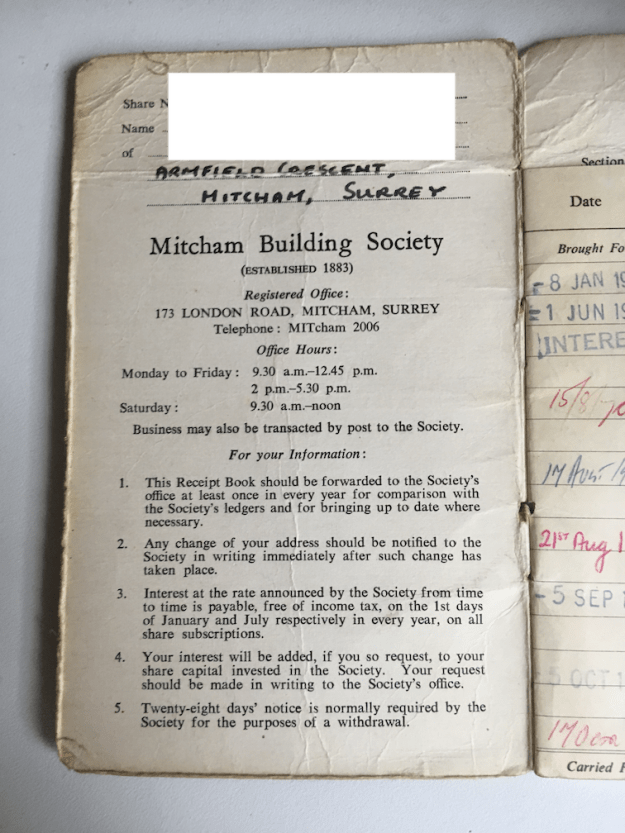 Share N
Name
of
ARMFIELD CRESCENT,
MITCHAM, SURREY
Mitcham Building Society
(ESTABLISHED 1883)
Registered Office:
173 LONDON ROAD, MITCHAM, SURREY
Telephone: MITcham 2006
Office Hours:
Monday to Friday: 9.30 a.m.–12.45 p.m.
2 p.m.–5.30 p.m.
Saturday: 9.30 a.m.–noon
Business may also be transacted by post to the Society.
For your Information:
1. This Receipt Book should be forwarded to the Society's
office at least once in every year for comparison with
the Society's ledgers and for bringing up to date where
necessary.
2. Any change of your address should be notified to the
Society in writing immediately after such change has
taken place.
3. Interest at the rate announced by the Society from time
to time is payable, free of income tax, on the 1st days
of January and July respectively in every year, on all
share subscriptions.
4. Your interest will be added, if you so request, to your
share capital invested in the Society. Your request
should be made in writing to the Society's office.
5. Twenty-eight days' notice is normally required by the
Society for the purposes of a withdrawal.
Section
Date
Brought Fo
-8 JAN 19
-1 JUN 19
INTERE
15/8/
17 Aug
21st Aug 1
-5 SEP 1
5 OCT 1
17
Carried F